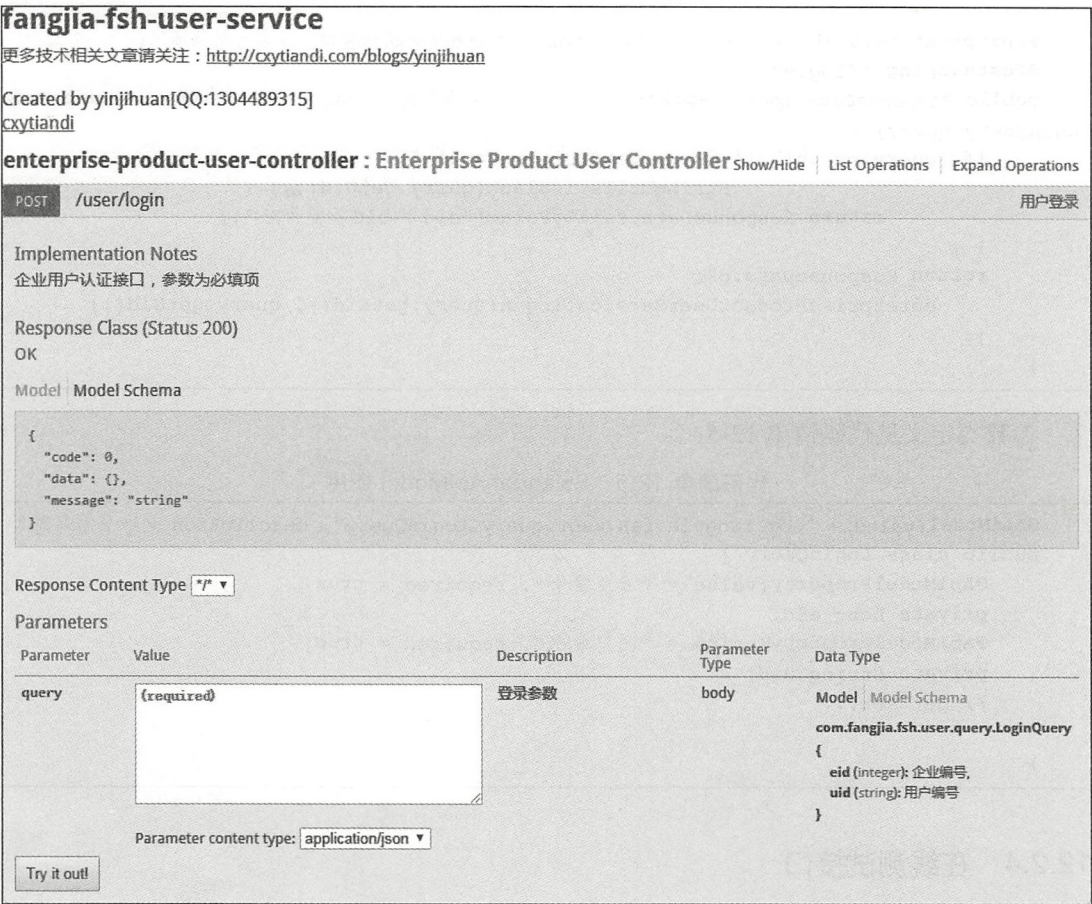 fangjia-fsh-user-service
更多技术相关文章请关注：http://cxytiandi.com/blogs/yinjihuan
Created by yinjihuan[QQ:1304489315]
cxytiandi
enterprise-product-user-controller : Enterprise Product User Controller Show/Hide | List Operations | Expand Operations
POST /user/login 用户登录
Implementation Notes
企业用户认证接口，参数为必填项
Response Class (Status 200)
OK
Model Model Schema
{
"code": 0,
"data": {},
"message": "string"
}
Response Content Type */*
Parameters
Parameter Value Description Parameter Type Data Type
query (required) 登录参数 body Model Model Schema
com.fangjia.fsh.user.query.LoginQuery
{
eid (integer): 企业编号,
uid (string): 用户编号
}
Parameter content type: application/json
Try it out!